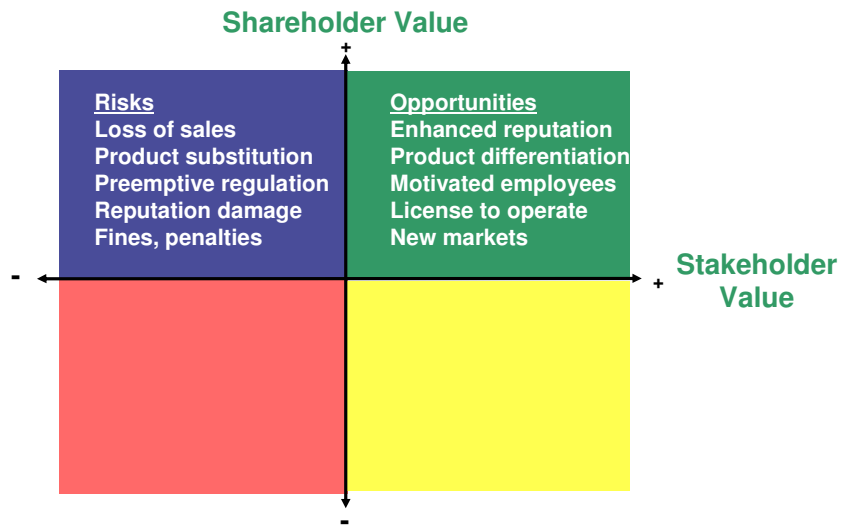 Shareholder Value
+
Risks
Loss of sales
Product substitution
Preemptive regulation
Reputation damage
Fines, penalties
Opportunities
Enhanced reputation
Product differentiation
Motivated employees
License to operate
New markets
-
+
Stakeholder
Value
-